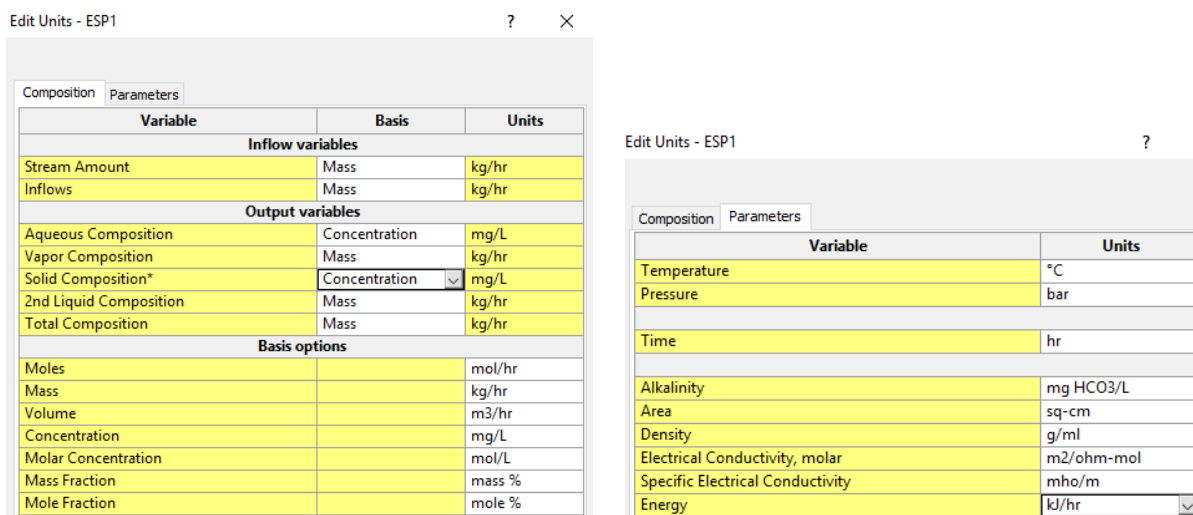 Edit Units - ESP1 ? ×
Composition Parameters
Variable Basis Units
Inflow variables
Stream Amount Mass kg/hr
Inflows Mass kg/hr
Output variables
Aqueous Composition Concentration mg/L
Vapor Composition Mass kg/hr
Solid Composition* Concentration mg/L
2nd Liquid Composition Mass kg/hr
Total Composition Mass kg/hr
Basis options
Moles mol/hr
Mass kg/hr
Volume m3/hr
Concentration mg/L
Molar Concentration mol/L
Mass Fraction mass %
Mole Fraction mole %
Edit Units - ESP1 ?
Composition Parameters
Variable Units
Temperature °C
Pressure bar
Time hr
Alkalinity mg HCO3/L
Area sq-cm
Density g/ml
Electrical Conductivity, molar m2/ohm-mol
Specific Electrical Conductivity mho/m
Energy kJ/hr